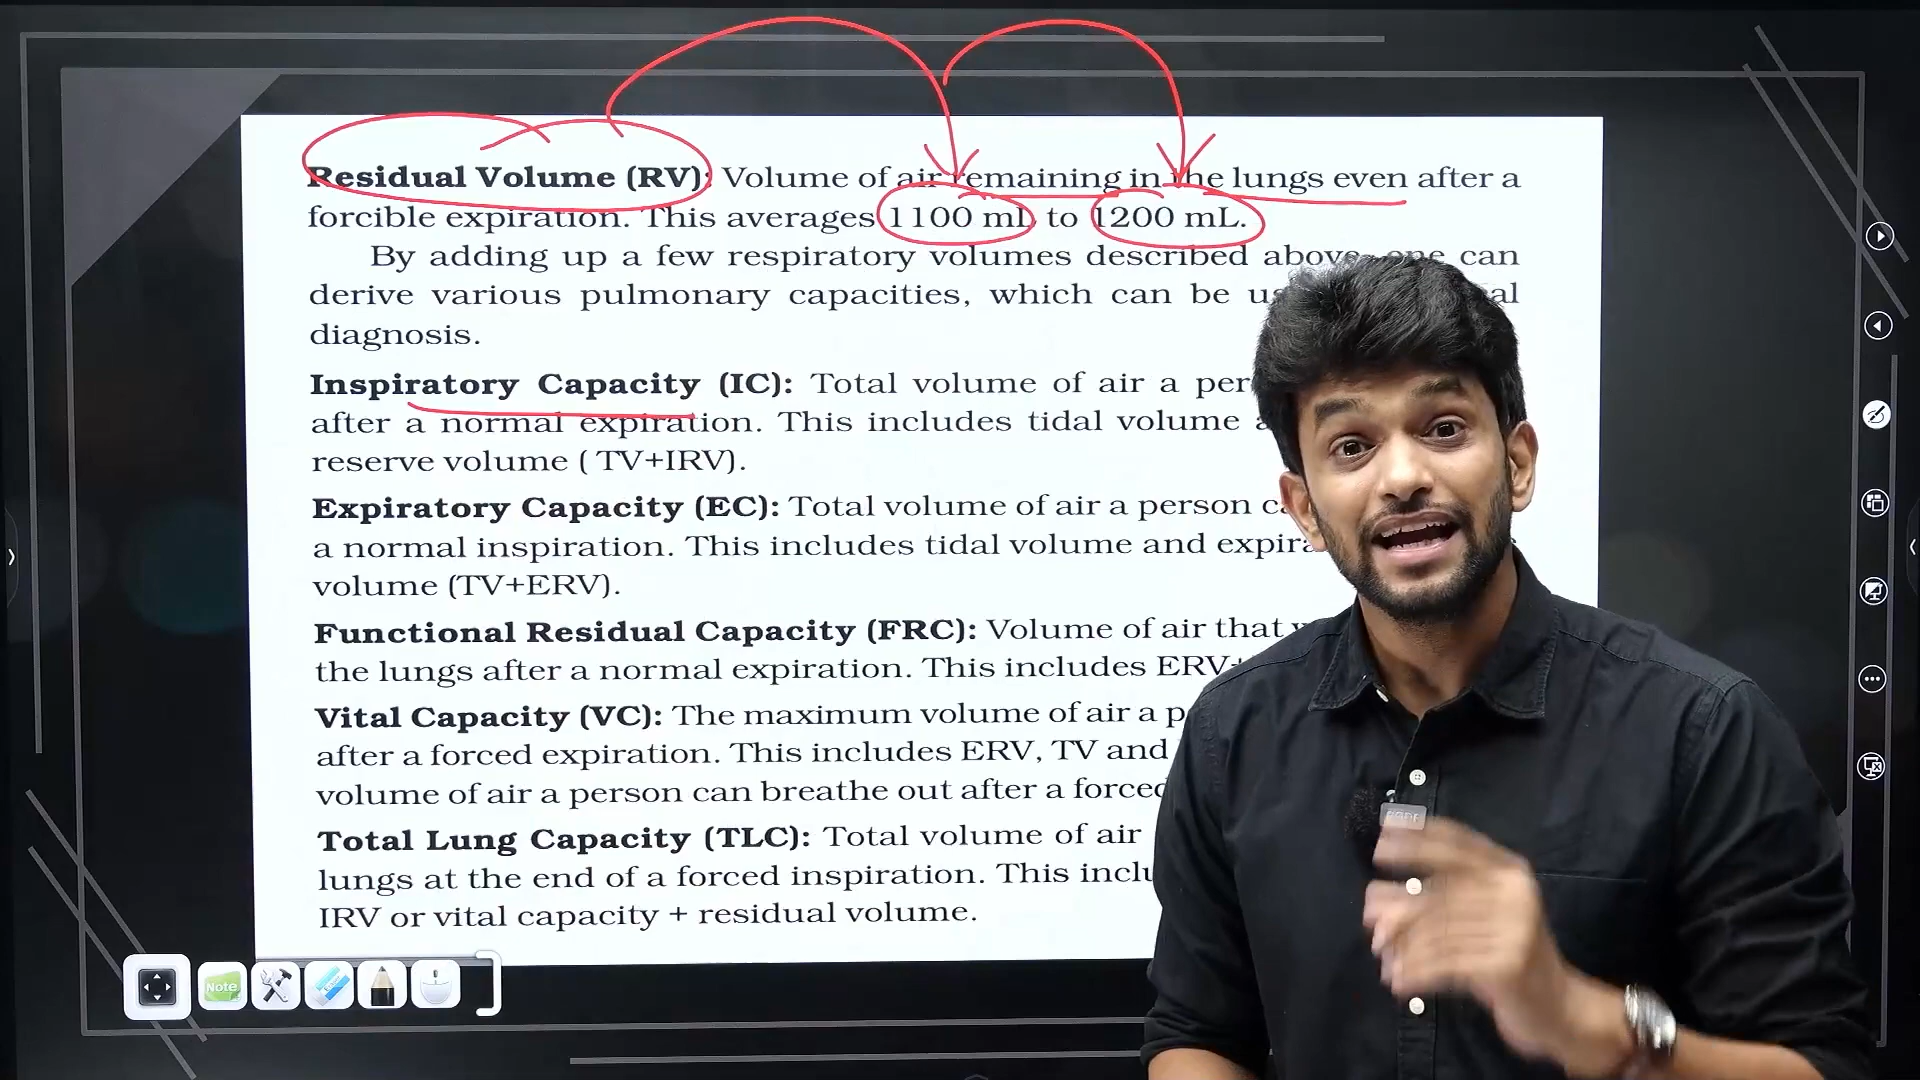 Residual Volume (RV): Volume of air remaining in the lungs even after a
forcible expiration. This averages 1100 mL to 1200 mL.
By adding up a few respiratory volumes described above, one can
derive various pulmonary capacities, which can be
diagnosis.
Inspiratory Capacity (IC): Total volume of air a
after a normal expiration. This includes tidal volume
reserve volume ( TV+IRV).
Expiratory Capacity (EC): Total volume of air a person
a normal inspiration. This includes tidal volume and
volume (TV+ERV).
Functional Residual Capacity (FRC): Volume of air that
the lungs after a normal expiration. This includes ERV+
Vital Capacity (VC): The maximum volume of air a
after a forced expiration. This includes ERV, TV and
volume of air a person can breathe out after a forced
Total Lung Capacity (TLC): Total volume of air
lungs at the end of a forced inspiration. This
IRV or vital capacity + residual volume.
Note